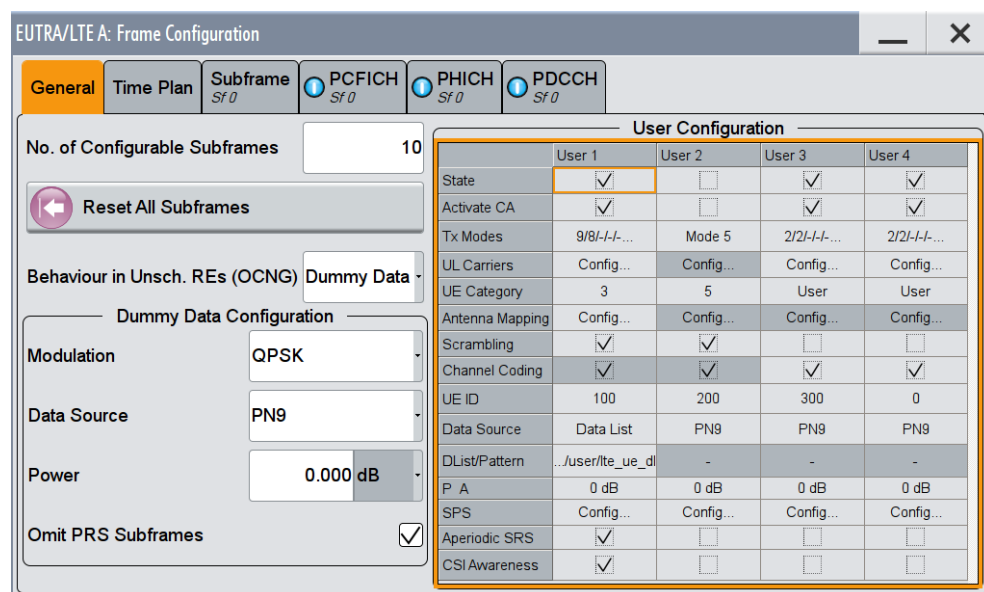 EUTRA/LTE A: Frame Configuration
General
Time Plan
Subframe
Sf 0
PCFICH
Sf 0
PHICH
Sf 0
PDCCH
Sf 0
No. of Configurable Subframes 10
Reset All Subframes
Behaviour in Unsch. REs (OCNG) Dummy Data
Dummy Data Configuration
Modulation QPSK
Data Source PN9
Power 0.000 dB
Omit PRS Subframes
User Configuration
User 1 User 2 User 3 User 4
State
Activate CA
Tx Modes 9/8/-/-/-... Mode 5 2/2/-/-/-... 2/2/-/-/-...
UL Carriers Config... Config... Config... Config...
UE Category 3 5 User User
Antenna Mapping Config... Config... Config... Config...
Scrambling
Channel Coding
UE ID 100 200 300 0
Data Source Data List PN9 PN9 PN9
DList/Pattern .../user/lte_ue_dl - - -
P A 0 dB 0 dB 0 dB 0 dB
SPS Config... Config... Config... Config...
Aperiodic SRS
CSI Awareness